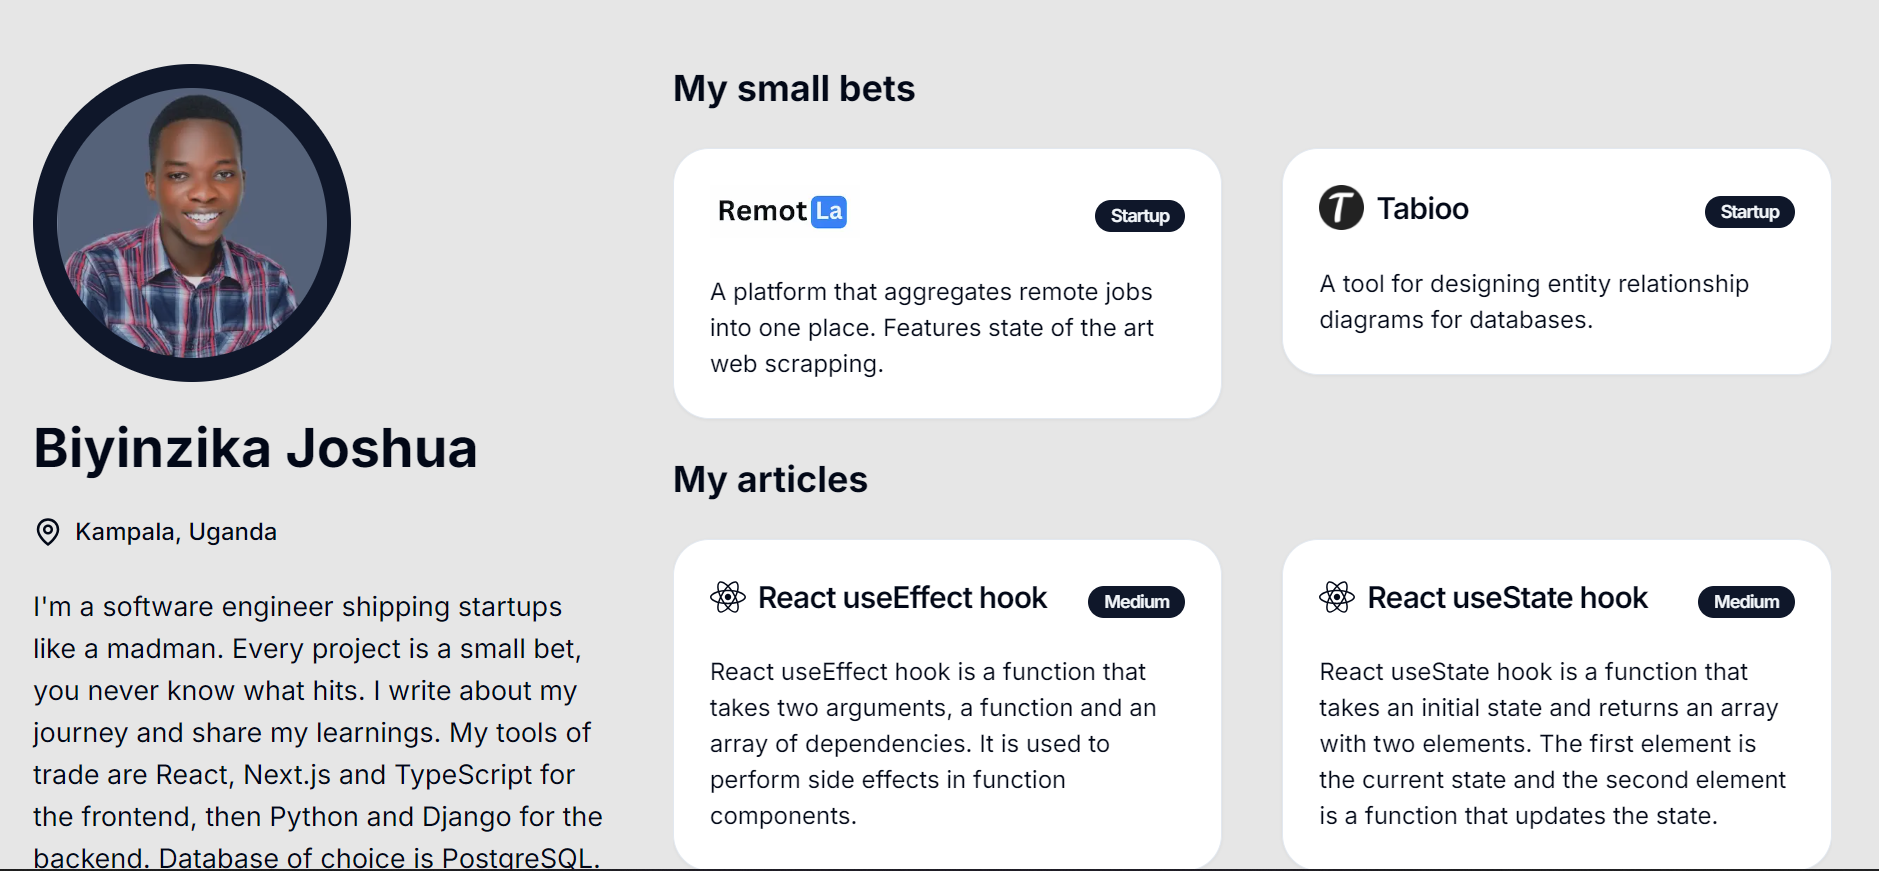 Biyinzika Joshua
Kampala, Uganda
I'm a software engineer shipping startups
like a madman. Every project is a small bet,
you never know what hits. I write about my
journey and share my learnings. My tools of
trade are React, Next.js and TypeScript for
the frontend, then Python and Django for the
backend. Database of choice is PostgreSQL.
My small bets
Remot La
Startup
A platform that aggregates remote jobs
into one place. Features state of the art
web scrapping.
T Tabioo
Startup
A tool for designing entity relationship
diagrams for databases.
My articles
React useEffect hook
Medium
React useEffect hook is a function that
takes two arguments, a function and an
array of dependencies. It is used to
perform side effects in function
components.
React useState hook
Medium
React useState hook is a function that
takes an initial state and returns an array
with two elements. The first element is
the current state and the second element
is a function that updates the state.